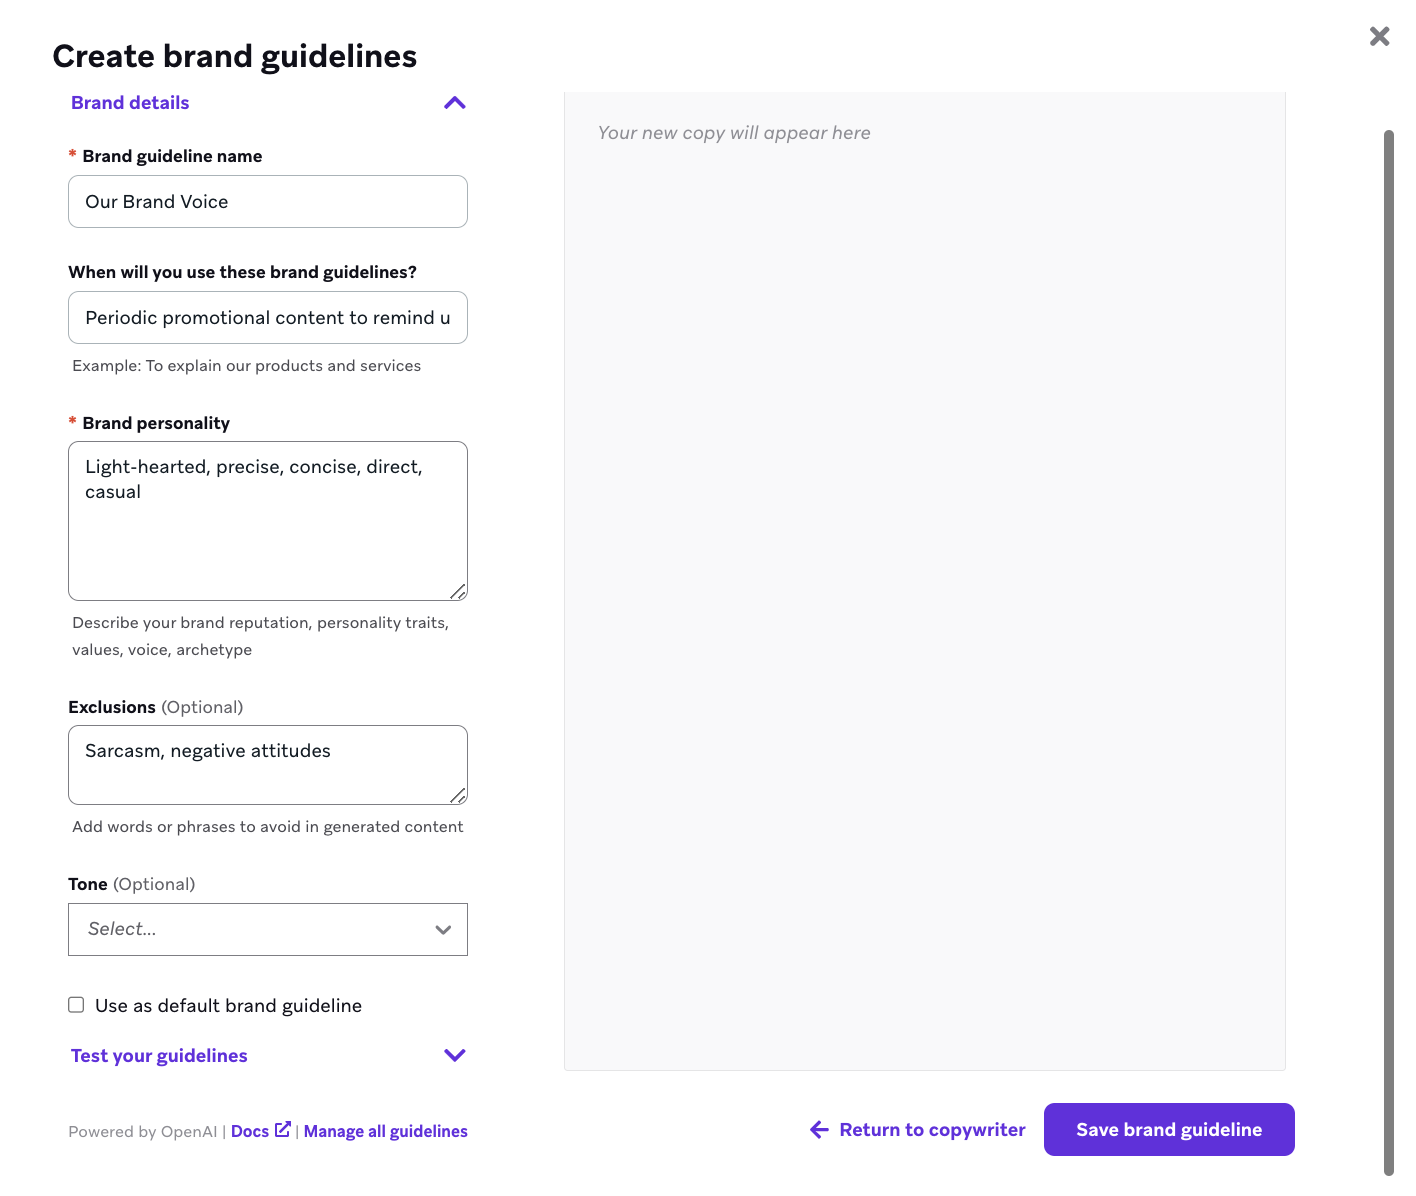 Create brand guidelines
Brand details
* Brand guideline name
Our Brand Voice
When will you use these brand guidelines?
Periodic promotional content to remind u
Example: To explain our products and services
* Brand personality
Light-hearted, precise, concise, direct,
casual
Describe your brand reputation, personality traits,
values, voice, archetype
Exclusions (Optional)
Sarcasm, negative attitudes
Add words or phrases to avoid in generated content
Tone (Optional)
Select...
Use as default brand guideline
Test your guidelines
Powered by OpenAI | Docs | Manage all guidelines
Your new copy will appear here
Return to copywriter
Save brand guideline